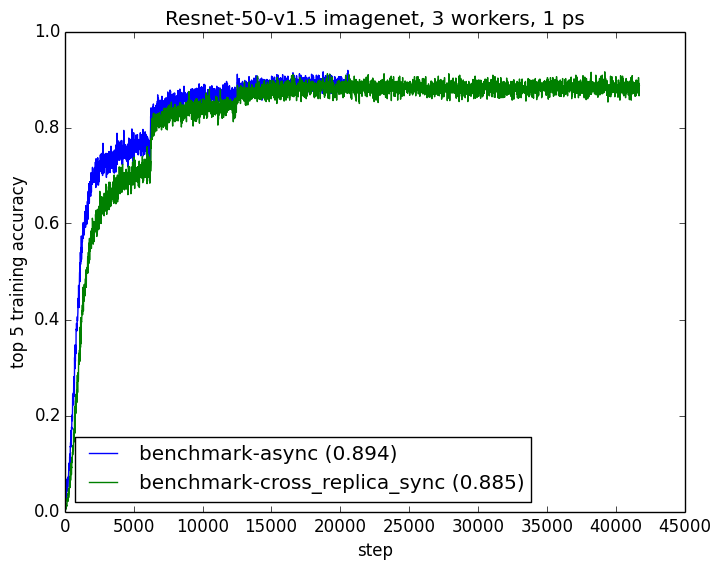 Resnet-50-v1.5 imagenet, 3 workers, 1 ps
1.0
0.8
0.6
0.4
0.2
0.0
top 5 training accuracy
benchmark-async (0.894)
benchmark-cross_replica_sync (0.885)
0 5000 10000 15000 20000 25000 30000 35000 40000 45000
step